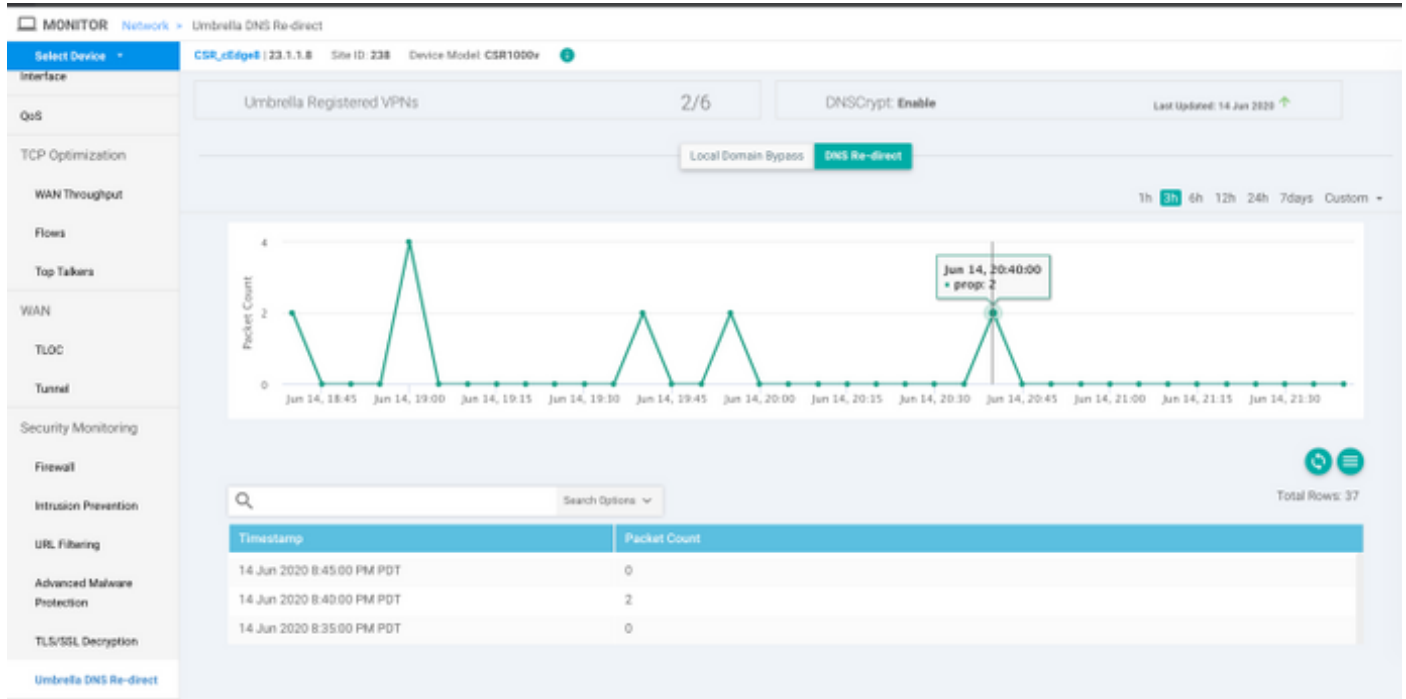 MONITOR Network > Umbrella DNS Re-direct
Select Device
CSR_cEdge8 | 23.1.1.8 Site ID: 238 Device Model: CSR1000v
Interface
QoS
TCP Optimization
WAN Throughput
Flows
Top Talkers
WAN
TLOC
Tunnel
Security Monitoring
Firewall
Intrusion Prevention
URL Filtering
Advanced Malware
Protection
TLS/SSL Decryption
Umbrella DNS Re-direct
Umbrella Registered VPNs 2/6
DNSCrypt: Enable Last Updated: 14 Jun 2020
Local Domain Bypass DNS Re-direct
1h 3h 6h 12h 24h 7days Custom
Packet Count
4
2
0
Jun 14, 20:40:00
prop: 2
Jun 14, 18:45 Jun 14, 19:00 Jun 14, 19:15 Jun 14, 19:30 Jun 14, 19:45 Jun 14, 20:00 Jun 14, 20:15 Jun 14, 20:30 Jun 14, 20:45 Jun 14, 21:00 Jun 14, 21:15 Jun 14, 21:30
Search Options
Total Rows: 37
Timestamp Packet Count
14 Jun 2020 8:45:00 PM PDT 0
14 Jun 2020 8:40:00 PM PDT 2
14 Jun 2020 8:35:00 PM PDT 0